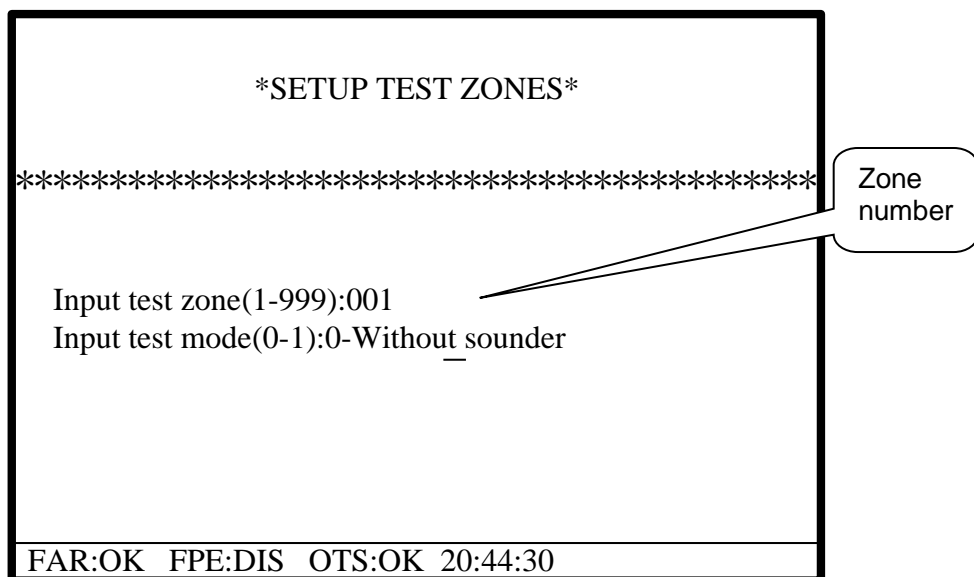 *SETUP TEST ZONES*
*******************************************
Zone
number
Input test zone(1-999):001
Input test mode(0-1):0-Without sounder
FAR:OK FPE:DIS OTS:OK 20:44:30